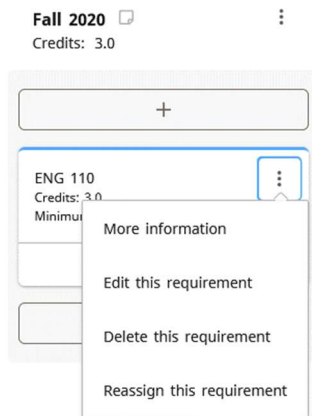 Fall 2020
Credits: 3.0
+
ENG 110
Credits: 3.0
More information
Edit this requirement
Delete this requirement
Reassign this requirement